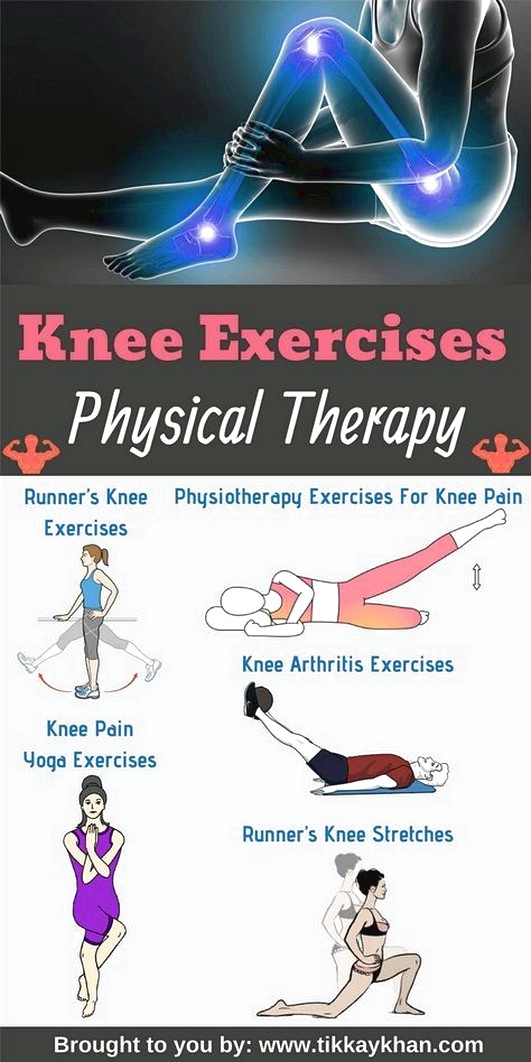 Knee Exercises
Physical Therapy
Runner's Knee
Exercises
Physiotherapy Exercises For Knee Pain
Knee Arthritis Exercises
Knee Pain
Yoga Exercises
Runner's Knee Stretches
Brought to you by: www.tikkaykhan.com